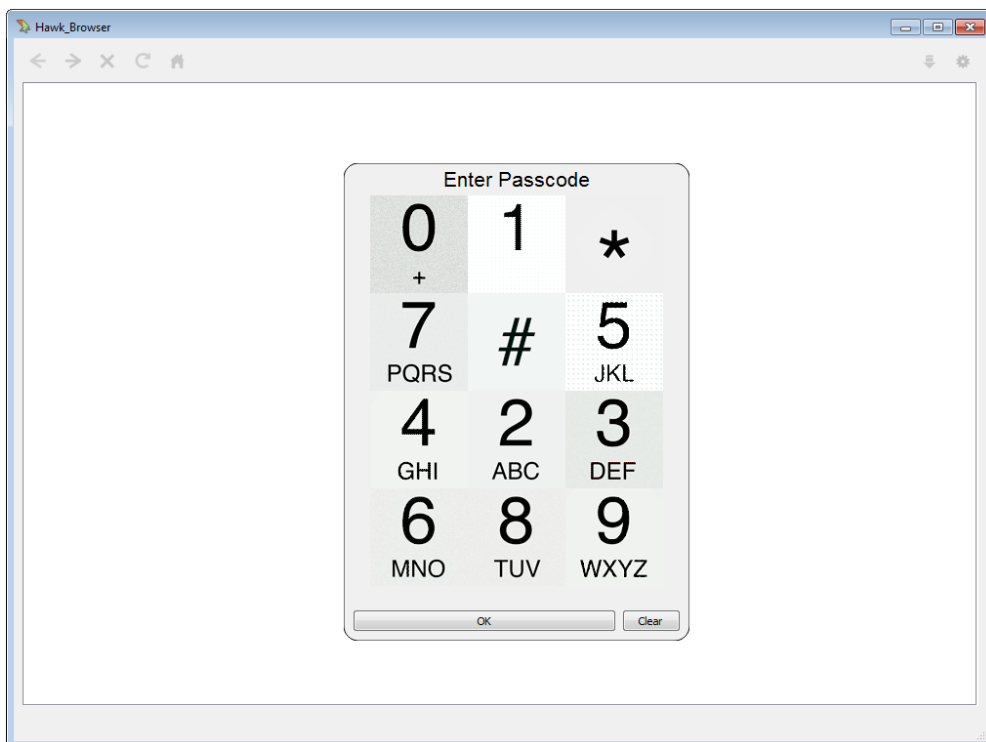 Hawk_Browser
Enter Passcode
0 1 *
+
7 # 5
PQRS JKL
4 2 3
GHI ABC DEF
6 8 9
MNO TUV WXYZ
OK Clear